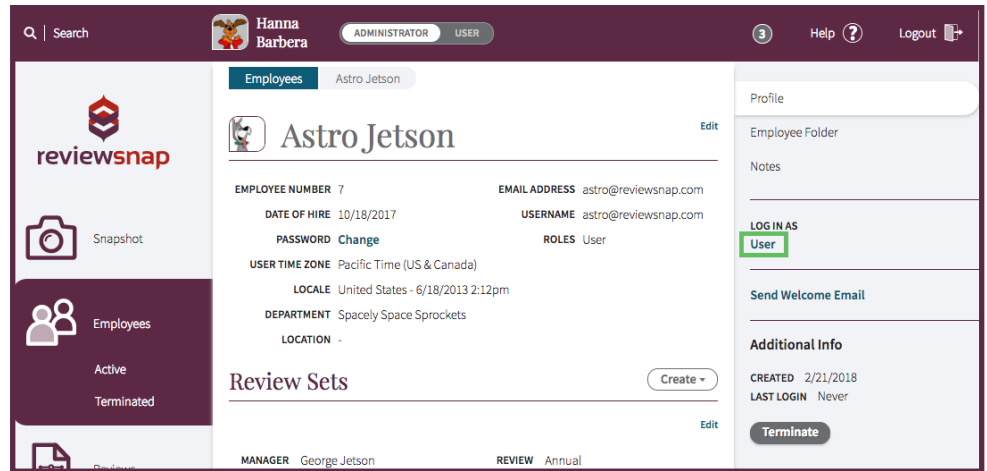 Search
Hanna
Barbera
ADMINISTRATOR USER
3
Help ?
Logout
reviewsnap
Snapshot
Employees
Active
Terminated
Reviews
Employees Astro Jetson
Astro Jetson
Edit
EMPLOYEE NUMBER 7
EMAIL ADDRESS astro@reviewsnap.com
DATE OF HIRE 10/18/2017
USERNAME astro@reviewsnap.com
PASSWORD Change
ROLES User
USER TIME ZONE Pacific Time (US & Canada)
LOCALE United States - 6/18/2013 2:12pm
DEPARTMENT Spacely Space Sprockets
LOCATION -
Review Sets
Create
Edit
MANAGER George Jetson
REVIEW Annual
Profile
Employee Folder
Notes
LOG IN AS
User
Send Welcome Email
Additional Info
CREATED 2/21/2018
LAST LOGIN Never
Terminate